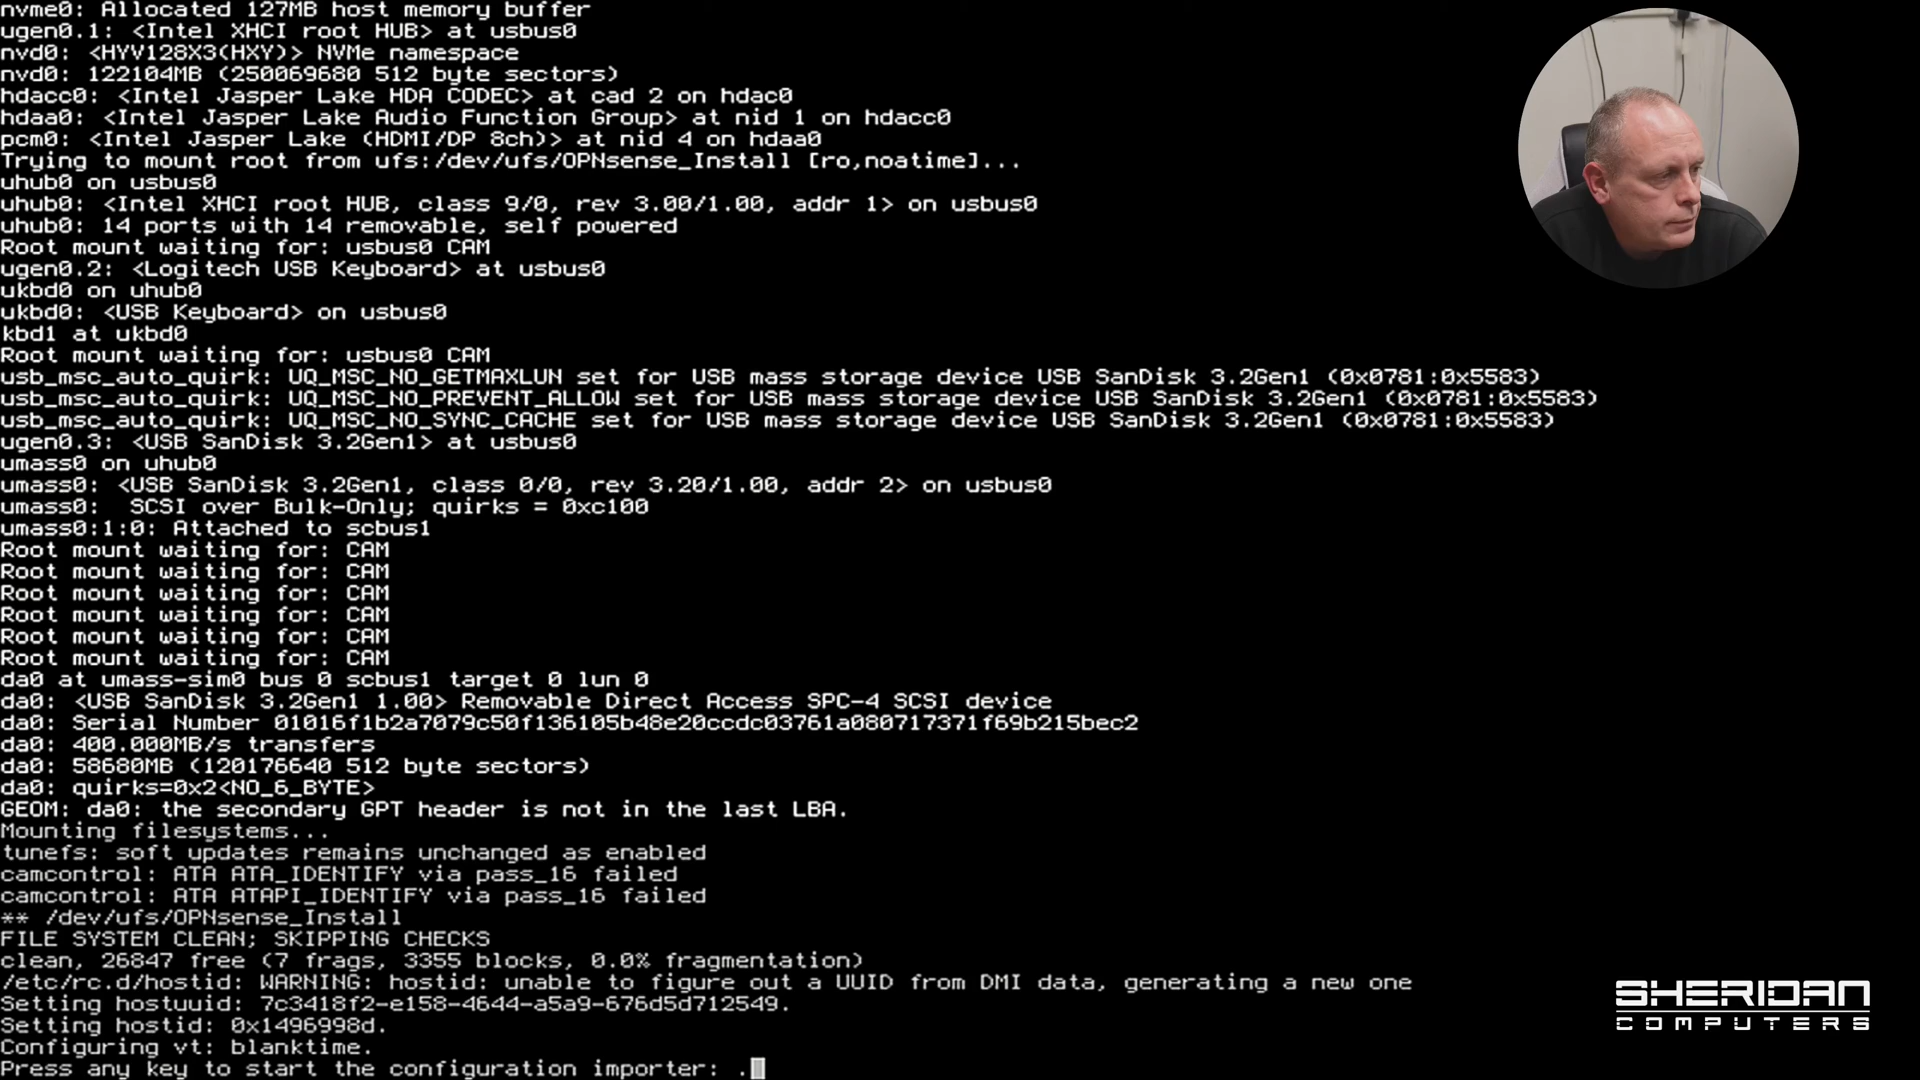 nvme0: Allocated 127MB host memory buffer
ugen0.1: <Intel XHCI root HUB> at usbus0
nvd0: <HYV128X3(HXY)> NVMe namespace
nvd0: 122104MB (250069680 512 byte sectors)
hdacc0: <Intel Jasper Lake HDA CODEC> at cad 2 on hdac0
hdaa0: <Intel Jasper Lake Audio Function Group> at nid 1 on hdacc0
pcm0: <Intel Jasper Lake (HDMI/DP 8ch)> at nid 4 on hdaa0
Trying to mount root from ufs:/dev/ufs/OPNsense_Install [ro,noatime]...
uhub0 on usbus0
uhub0: <Intel XHCI root HUB, class 9/0, rev 3.00/1.00, addr 1> on usbus0
uhub0: 14 ports with 14 removable, self powered
Root mount waiting for: usbus0 CAM
ugen0.2: <Logitech USB Keyboard> at usbus0
ukbd0 on uhub0
ukbd0: <USB Keyboard> on usbus0
kbd1 at ukbd0
Root mount waiting for: usbus0 CAM
usb_msc_auto_quirk: UQ_MSC_NO_GETMAXLUN set for USB mass storage device USB SanDisk 3.2Gen1 (0x0781:0x5583)
usb_msc_auto_quirk: UQ_MSC_NO_PREVENT_ALLOW set for USB mass storage device USB SanDisk 3.2Gen1 (0x0781:0x5583)
usb_msc_auto_quirk: UQ_MSC_NO_SYNC_CACHE set for USB mass storage device USB SanDisk 3.2Gen1 (0x0781:0x5583)
ugen0.3: <USB SanDisk 3.2Gen1> at usbus0
umass0 on uhub0
umass0: <USB SanDisk 3.2Gen1, class 0/0, rev 3.20/1.00, addr 2> on usbus0
umass0:  SCSI over Bulk-Only; quirks = 0xc100
umass0:1:0: Attached to scbus1
Root mount waiting for: CAM
Root mount waiting for: CAM
Root mount waiting for: CAM
Root mount waiting for: CAM
Root mount waiting for: CAM
Root mount waiting for: CAM
da0 at umass-sim0 bus 0 scbus1 target 0 lun 0
da0: <USB SanDisk 3.2Gen1 1.00> Removable Direct Access SPC-4 SCSI device
da0: Serial Number 01016f1b2a7079c50f136105b48e20ccdc03761a080717371f69b215bec2
da0: 400.000MB/s transfers
da0: 58680MB (120176640 512 byte sectors)
da0: quirks=0x2<NO_6_BYTE>
GEOM: da0: the secondary GPT header is not in the last LBA.
Mounting filesystems...
tunefs: soft updates remains unchanged as enabled
camcontrol: ATA ATA_IDENTIFY via pass_16 failed
camcontrol: ATA ATAPI_IDENTIFY via pass_16 failed
** /dev/ufs/OPNsense_Install
FILE SYSTEM CLEAN; SKIPPING CHECKS
clean, 26847 free (7 frags, 3355 blocks, 0.0% fragmentation)
/etc/rc.d/hostid: WARNING: hostid: unable to figure out a UUID from DMI data, generating a new one
Setting hostuuid: 7c3418f2-e158-4644-a5a9-676d5d712549.
Setting hostid: 0x1496998d.
Configuring vt: blanktime.
Press any key to start the configuration importer: .
SHERIDAN
COMPUTERS